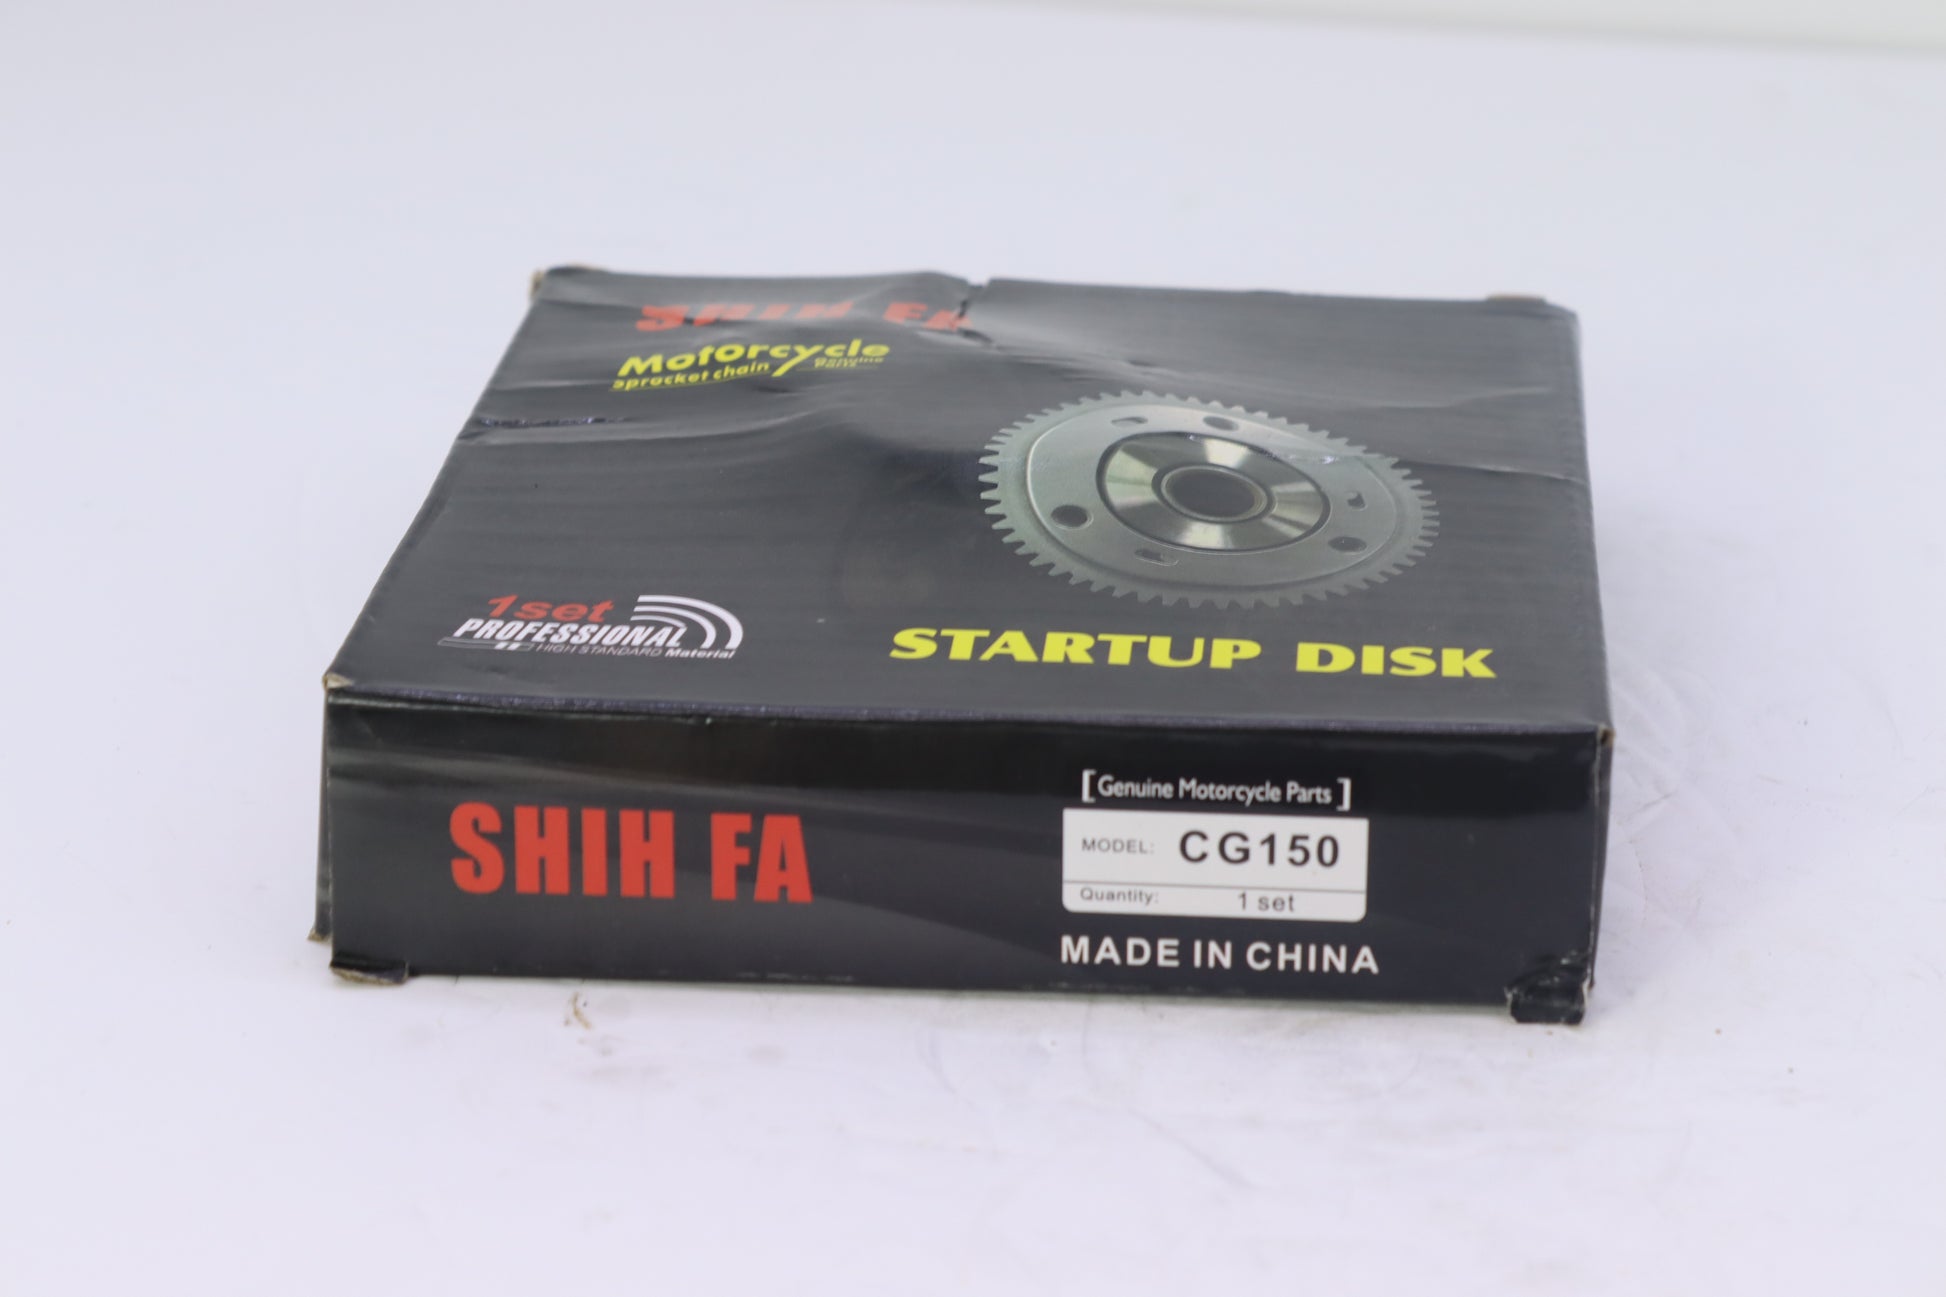 SHIH FA
Motorcycle
sprocket chain
Genuine
Parts
1set
PROFESSIONAL
HIGH STANDARD Material
STARTUP DISK
SHIH FA
[Genuine Motorcycle Parts]
MODEL: CG150
Quantity: 1 set
MADE IN CHINA